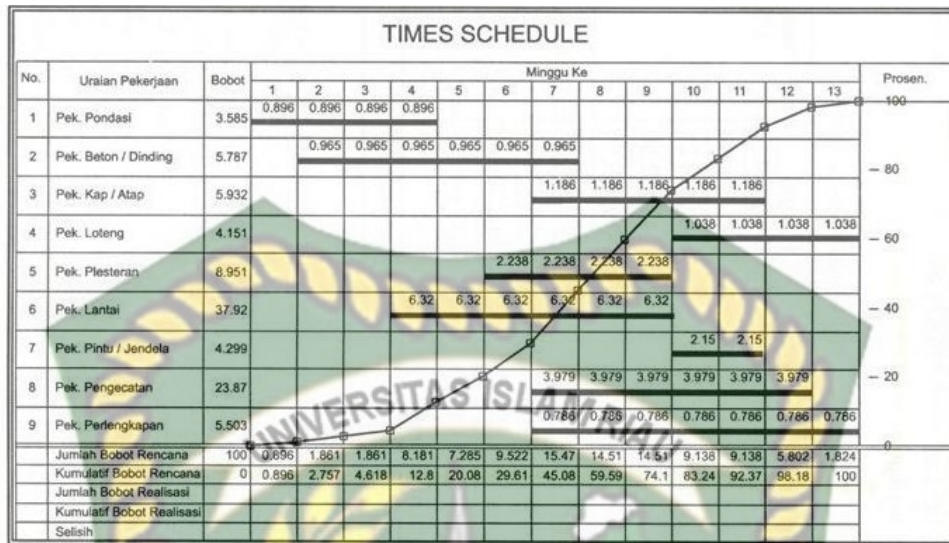 TIMES SCHEDULE
No. Uraian Pekerjaan Bobot Minggu Ke Prosen.
1 2 3 4 5 6 7 8 9 10 11 12 13
100
1 Pek. Pondasi 3.585 0.896 0.896 0.896 0.896
2 Pek. Beton / Dinding 5.787 0.965 0.965 0.965 0.965 0.965 0.965
80
3 Pek. Kap / Atap 5.932 1.186 1.186 1.186 1.186 1.186
4 Pek. Loteng 4.151 1.038 1.038 1.038 1.038
60
5 Pek. Plesteran 8.951 2.238 2.238 2.238 2.238
6 Pek. Lantai 37.92 6.32 6.32 6.32 6.32 6.32 6.32
40
7 Pek. Pintu / Jendela 4.299 2.15 2.15
20
8 Pek. Pengecatan 23.87 3.979 3.979 3.979 3.979 3.979 3.979
UNIVERSITAS ISLAM RIAU
9 Pek. Perlengkapan 5.503 0.786 0.786 0.786 0.786 0.786 0.786 0.786
0
Jumlah Bobot Rencana 100 0.896 1.861 1.861 8.181 7.285 9.522 15.47 14.51 14.51 9.138 9.138 5.802 1.824
Kumulatif Bobot Rencana 0 0.896 2.757 4.618 12.8 20.08 29.61 45.08 59.59 74.1 83.24 92.37 98.18 100
Jumlah Bobot Realisasi
Kumulatif Bobot Realisasi
Selisih